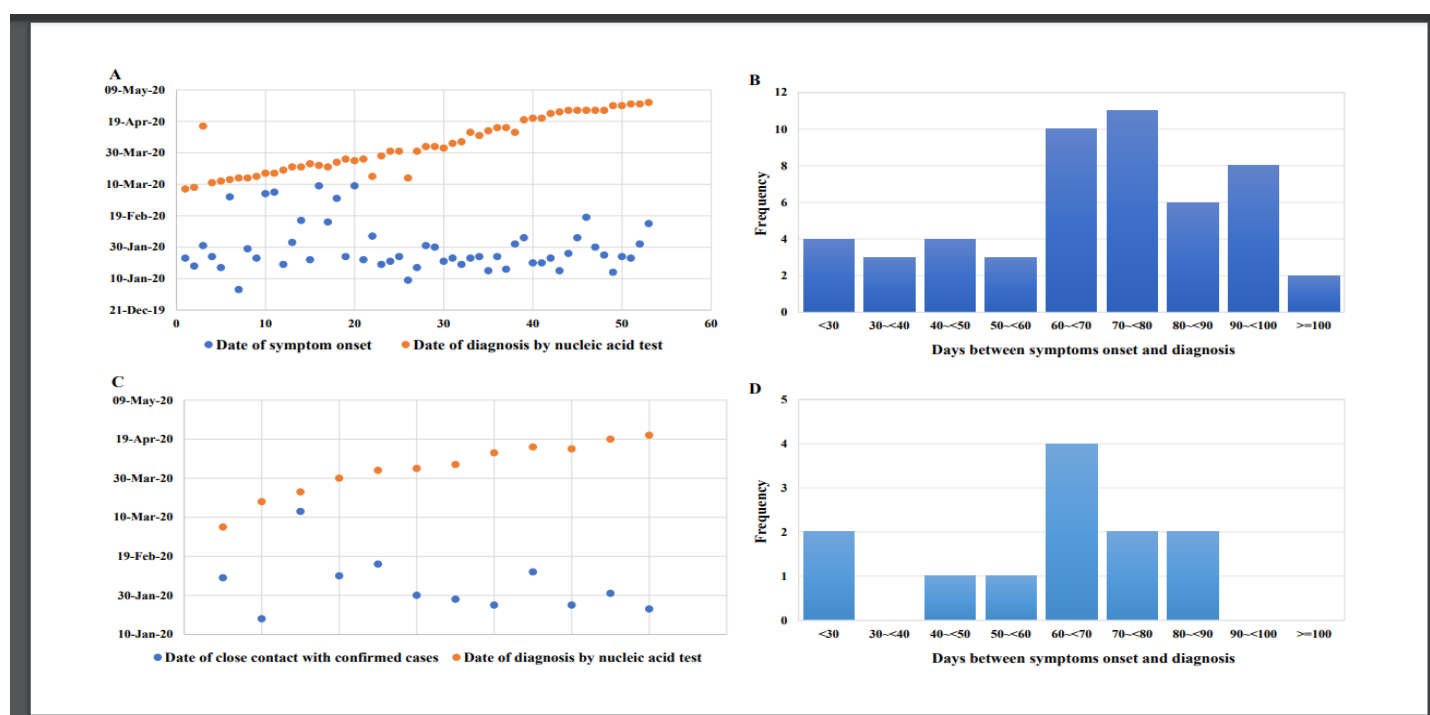 A
09-May-20
19-Apr-20
30-Mar-20
10-Mar-20
19-Feb-20
30-Jan-20
10-Jan-20
21-Dec-19
0 10 20 30 40 50 60
Date of symptom onset Date of diagnosis by nucleic acid test
B
12
10
8
6
4
2
0
Frequency
<30 30~<40 40~<50 50~<60 60~<70 70~<80 80~<90 90~<100 >=100
Days between symptoms onset and diagnosis
C
09-May-20
19-Apr-20
30-Mar-20
10-Mar-20
19-Feb-20
30-Jan-20
10-Jan-20
Date of close contact with confirmed cases Date of diagnosis by nucleic acid test
D
5
4
3
2
1
0
Frequency
<30 30~<40 40~<50 50~<60 60~<70 70~<80 80~<90 90~<100 >=100
Days between symptoms onset and diagnosis